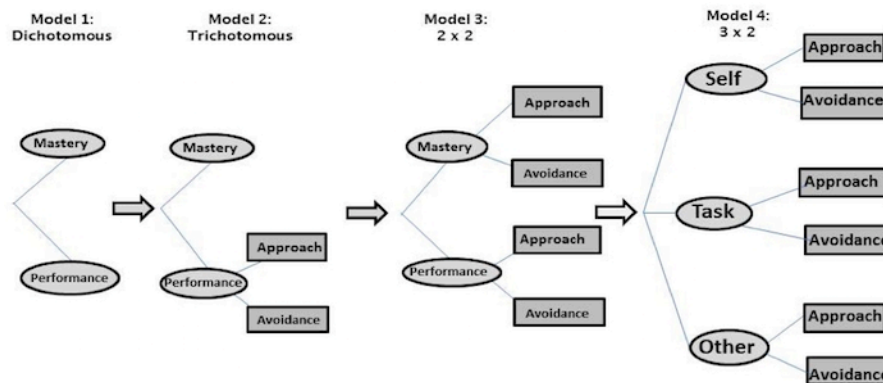 Model 1:
Dichotomous
Model 2:
Trichotomous
Model 3:
2 x 2
Model 4:
3 x 2
Mastery
Performance
Mastery
Performance
Approach
Avoidance
Mastery
Approach
Avoidance
Performance
Approach
Avoidance
Self
Approach
Avoidance
Task
Approach
Avoidance
Other
Approach
Avoidance